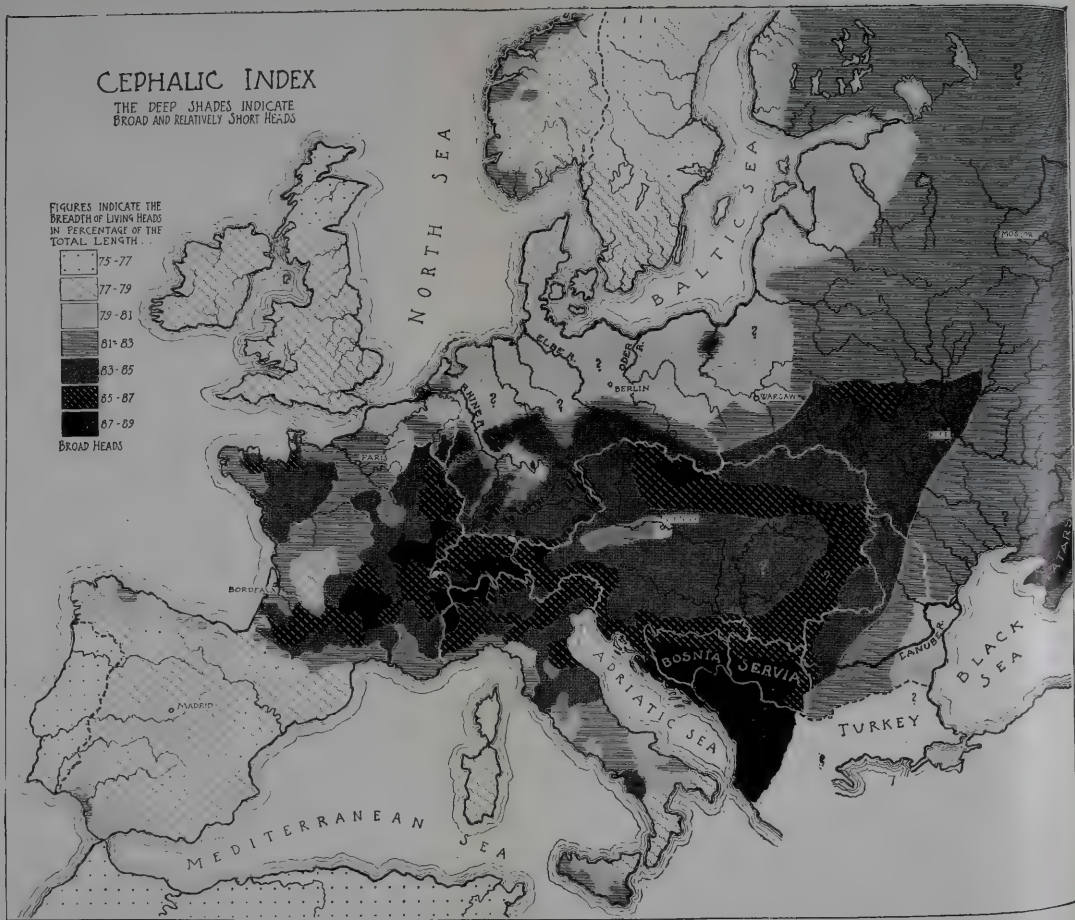 CEPHALIC INDEX
THE DEEP SHADES INDICATE
BROAD AND RELATIVELY SHORT HEADS
FIGURES INDICATE THE
BREADTH OF LIVING HEADS
IN PERCENTAGE OF THE
TOTAL LENGTH...
75-77
77-79
79-81
81-83
83-85
85-87
87-89
BROAD HEADS
NORTH SEA
BALTIC SEA
?
MOSCOW
ELBE R.
ODER R.
?
?
BERLIN
WARSAW
RHINE R.
?
?
PARIS
BORDEAUX
?
TATARS
BOSNIA
SERVIA
DANUBE R.
BLACK
SEA
ADRIATIC SEA
?
TURKEY
MADRID
MEDITERRANEAN
SEA